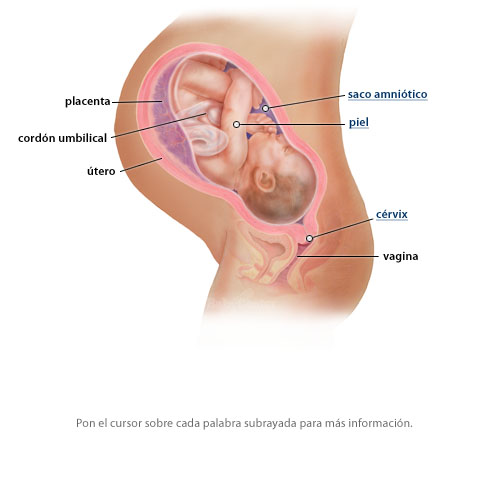 placenta
cordón umbilical
útero
saco amniótico
piel
cérvix
vagina
Pon el cursor sobre cada palabra subrayada para más información.